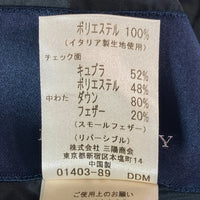 ポリエステル 100%
(イタリア製生地使用)
チェック面
キュプラ 52%
ポリエステル 48%
中わた ダウン 80%
フェザー 20%
(スモールフェザー)
(リバーシブル)
株式会社 三陽商会
東京都新宿区本塩町14
中国製
01403-89 DDM
ご使用上のお願い